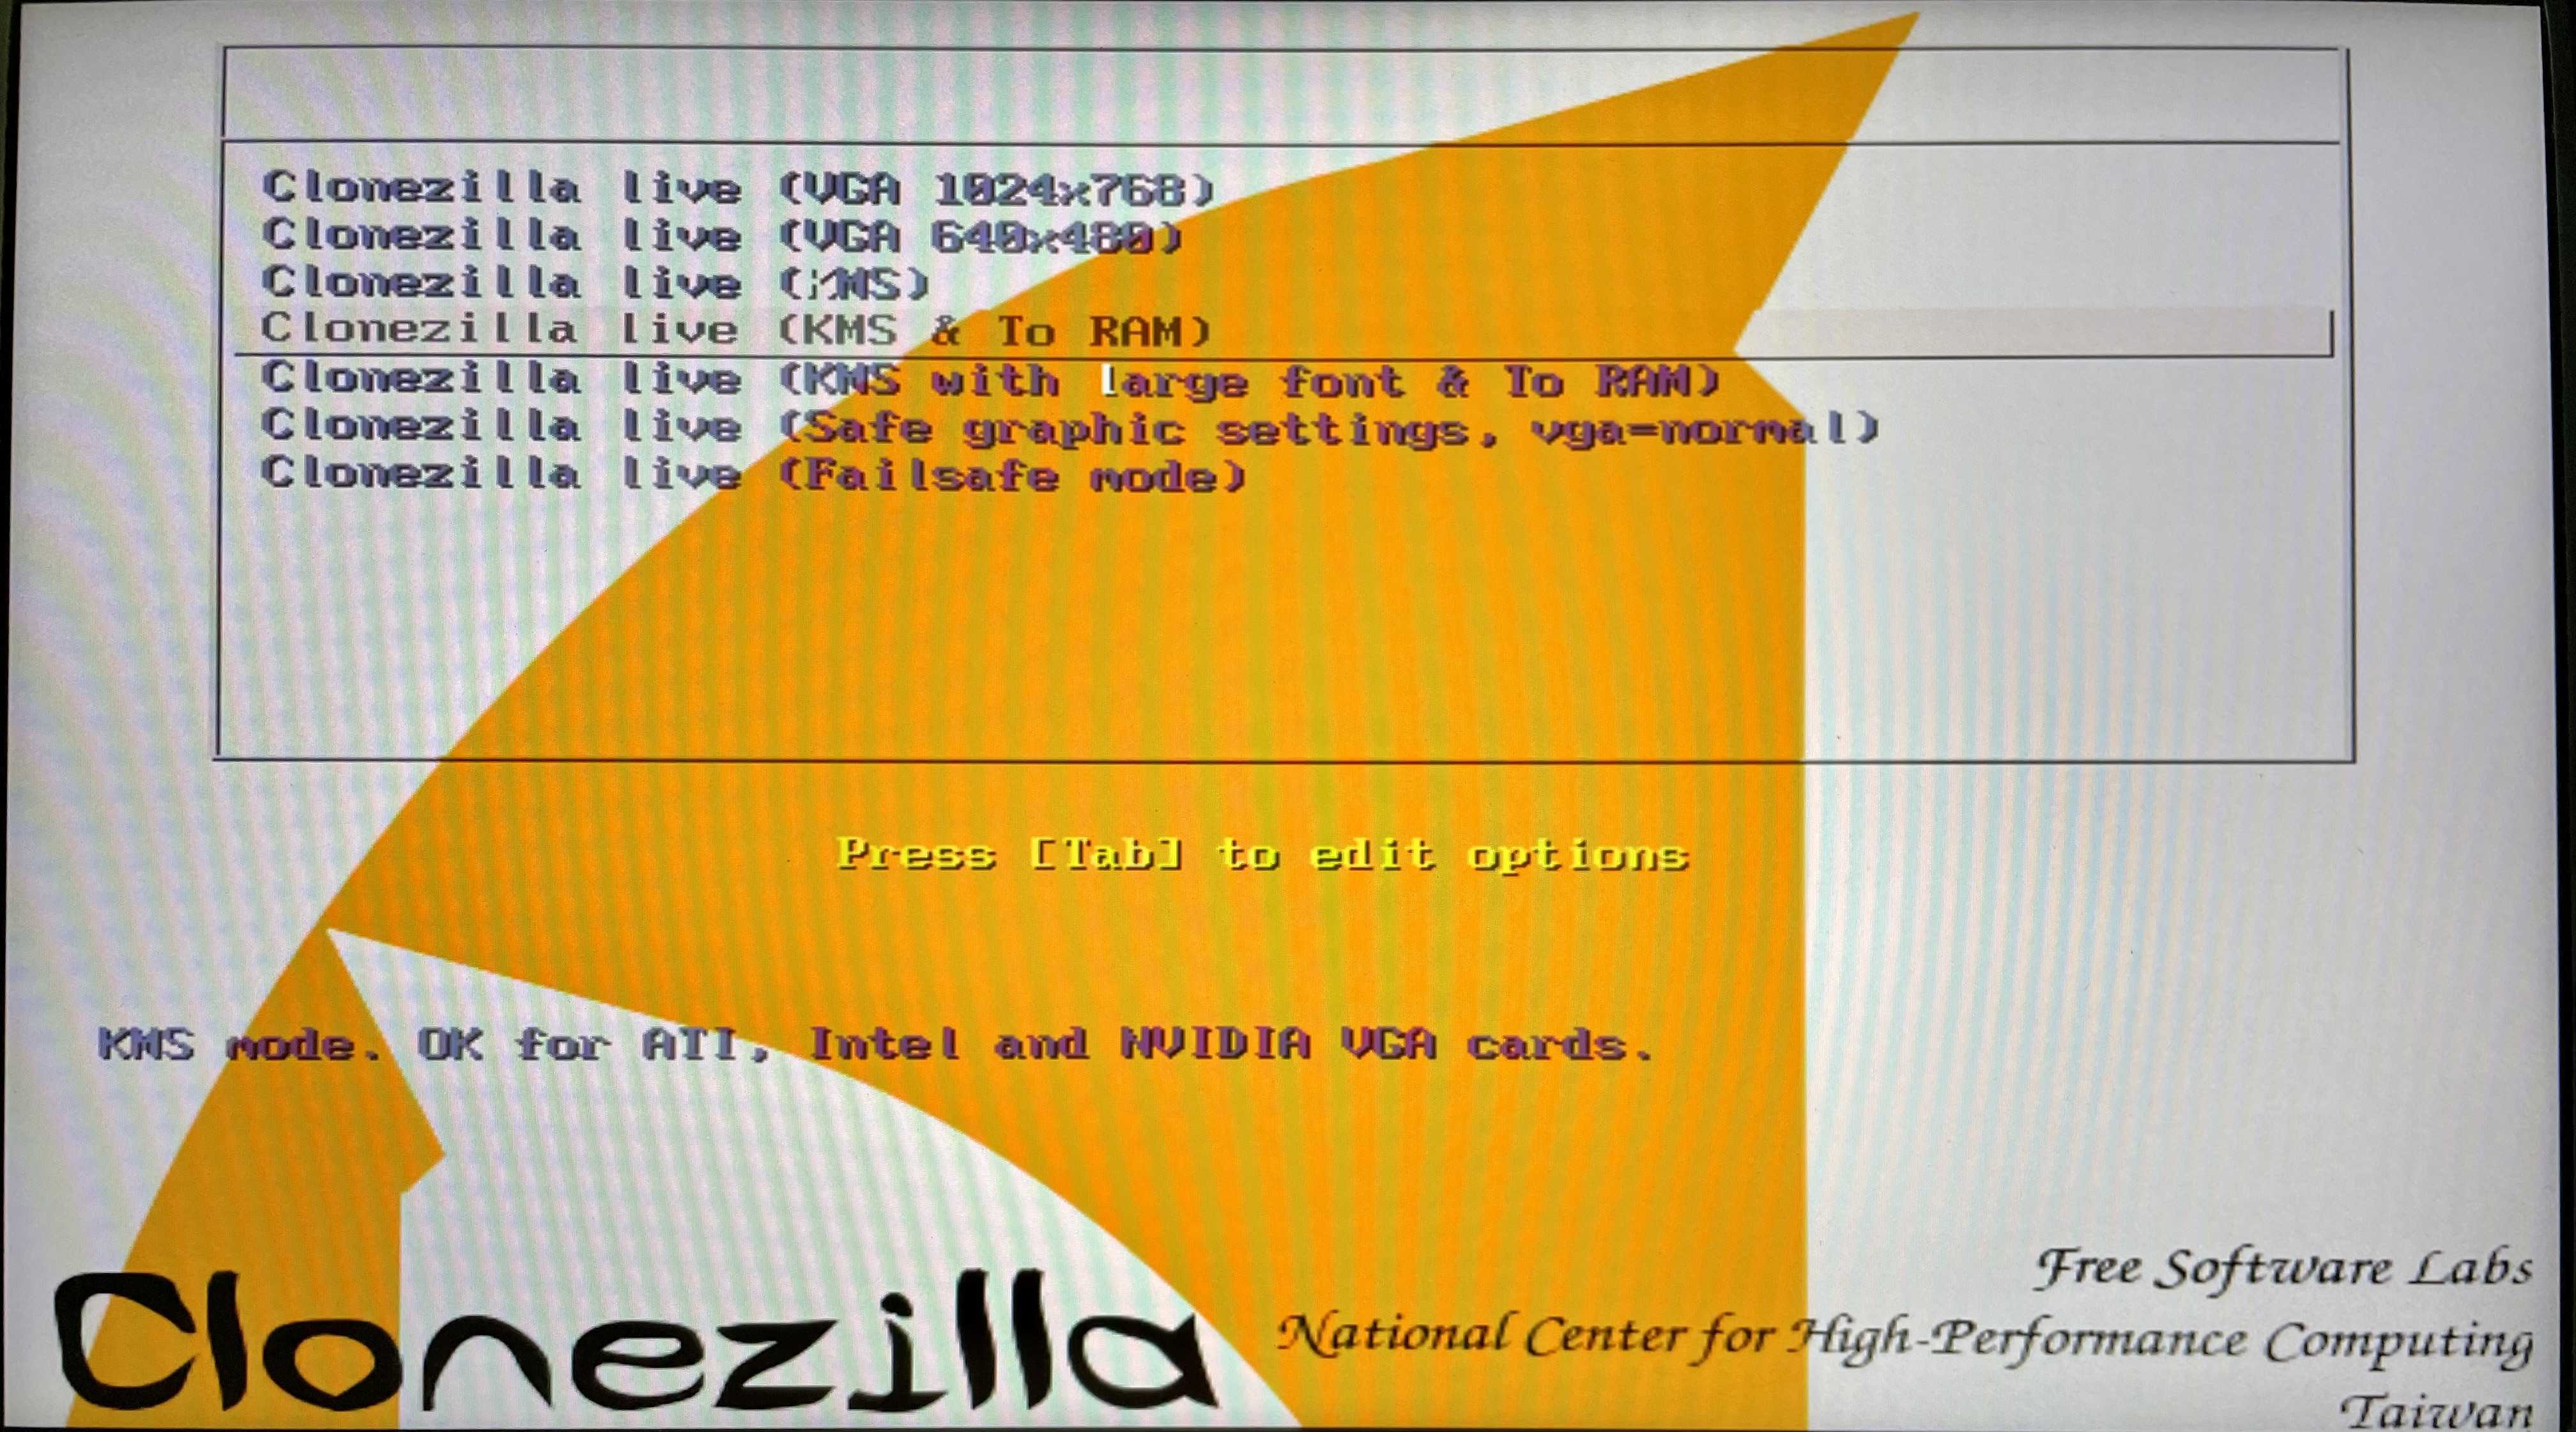 Clonezilla live (VGA 1024x768)
Clonezilla live (VGA 640x480)
Clonezilla live (KMS)
Clonezilla live (KMS & To RAM)
Clonezilla live (KMS with large font & To RAM)
Clonezilla live (Safe graphic settings, vga=normal)
Clonezilla live (Failsafe mode)
Press [Tab] to edit options
KMS mode. OK for ATI, Intel and NVIDIA VGA cards.
Clonezilla
Free Software Labs
National Center for High-Performance Computing
Taiwan